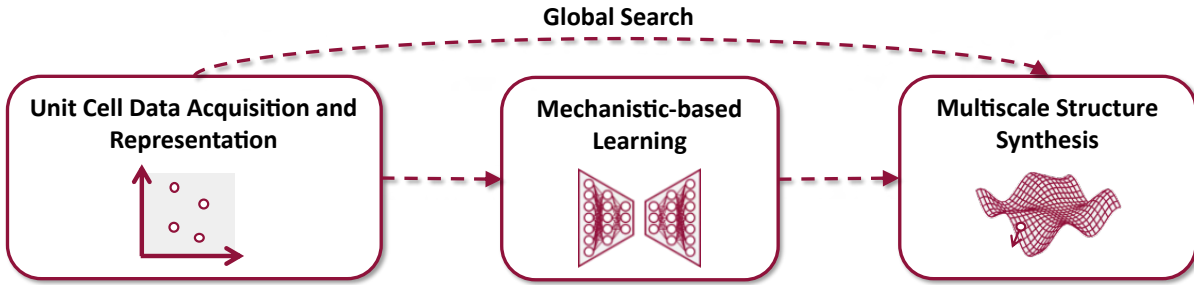 Global Search
Unit Cell Data Acquisition and
Representation
Mechanistic-based
Learning
Multiscale Structure
Synthesis